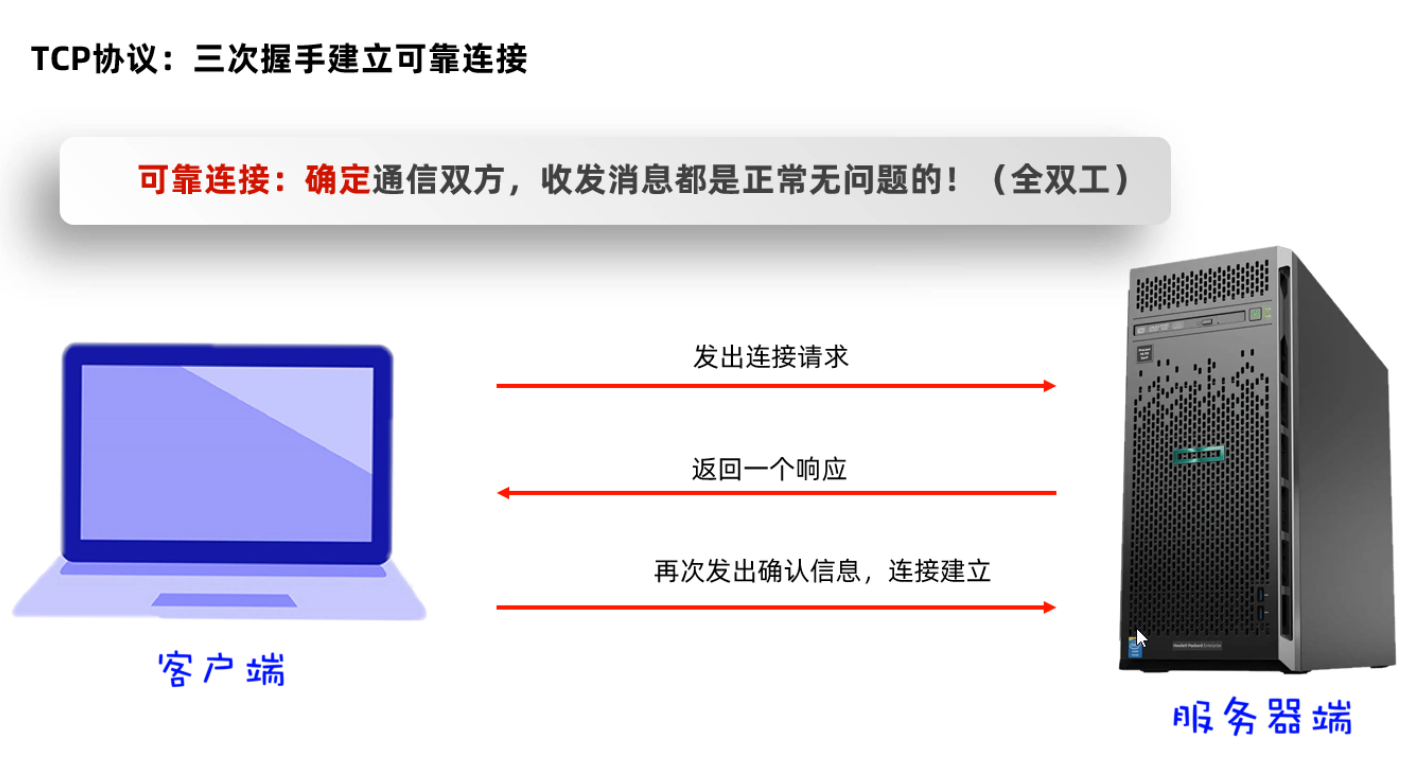 TCP协议：三次握手建立可靠连接
可靠连接：确定通信双方，收发消息都是正常无问题的！（全双工）
发出连接请求
返回一个响应
再次发出确认信息，连接建立
客户端
服务器端
Hewlett Packard Enterprise